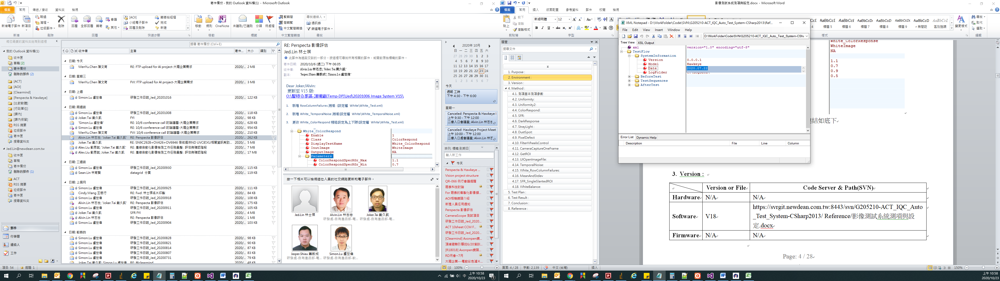 寄件備份 - 我的 Outlook 資料檔(1) - Microsoft Outlook
檔案 常用 傳送 / 接收 資料夾 檢視
新增電子郵件 新項目
略過 清理 垃圾郵件 刪除
回覆 全部回覆 轉寄 會議 其他
[AOI] 小組電子郵件 回覆及刪除 轉寄給經理 完成 新建
移動 規則 OneNote
未讀取/已讀取 分類 待處理
繁轉簡 簡轉繁 中文繁簡轉換
尋找連絡人 通訊錄 篩選電子郵件
新增 刪除 回覆 快速步驟 移動 標籤 中文繁簡轉換 尋找
將您最愛的資料夾拖曳到這裡
我的 Outlook 資料檔(1)
收件匣
草稿 [2]
寄件備份
刪除的郵件 (2)
[ACT]
[AOI]
[Clearmind]
[Perspecta & Hawkeye]
[比對軟體]
[行政單位]
[課內]
[課內保留]
RSS 摘要
垃圾郵件
寄件匣
搜尋資料夾
Jed.Lin@newdean.com.tw
收件匣
草稿
寄件備份
刪除的郵件 (1)
ACT
RSS 摘要
垃圾郵件
寄件匣
搜尋資料夾
郵件
行事曆
連絡人
工作
項目: 54 提醒: 1
搜尋 寄件備份 (Ctrl+E)
收件者 主旨 寄件... 大小 類別
日期: 今天
WenYu.Chen 陳文育 RE: FTP upload for AI project-大瓏企業需求 2020/... 2 MB
日期: 星期三
WenYu.Chen 陳文育 FW: FTP upload for AI project-大瓏企業需求 2020/... 3 MB
日期: 上週
Simon.Lu 盧世偉 研發工作日誌_Jed_20201016 2020/... 122 KB
日期: 兩週前
Simon.Lu 盧世偉 研發工作日誌_Jed_20201008 2020/... 118 KB
Joker.Tai 戴久凱 FYI 2020/... 98 KB
'Simon.Lu 盧世偉' RE: 10/6 conference call 討論議題-大瓏企業需求 2020/... 628 KB
Simon.Lu 盧世偉 RE: 10/6 conference call 討論議題-大瓏企業需求 2020/... 954 KB
WenYu.Chen 陳文育 FW: 10/6 conference call 討論議題-大瓏企業需求 2020/... 210 KB
Alvin.Lin 林志忠; 'Joker.Tai 戴久凱' RE: Perspecta 影像評估 2020/... 262 KB
Joker.Tai 戴久凱 RE: SN9C292B+OV426+OV6946 倍微提供ND UVC的XU相關資訊幫助... 2020/... 5 MB
Alex.Liu 劉恩誠; 'Joker.Tai 戴久凱' RE: 產線自動化影像檢測工作任務彙整 : 評估與確認階段 2020/... 7 MB
Alex.Liu 劉恩誠; 'Joker.Tai 戴久凱' RE: 產線自動化影像檢測工作任務彙整 : 評估與確認階段 2020/... 17 MB
日期: 三週前
Simon.Lu 盧世偉 研發工作日誌_Jed_20200930 2020/... 115 KB
Sean.Lin 林育賢 datagrid 分頁 2020/... 119 KB
日期: 上個月
Simon.Lu 盧世偉 研發工作日誌_Jed_20200925 2020/... 111 KB
Cindy.Wang 王慈行 RE: Fwd: 林士祺名片印製 2020/... 84 KB
Simon.Lu 盧世偉 研發工作日誌_Jed_20200918 2020/... 108 KB
Alvin.Lin 林志忠; 'Joker.Tai 戴久凱' RE: Perspecta 影像評估 2020/... 175 KB
Simon.Lu 盧世偉 研發工作日誌_Jed_20200911 2020/... 105 KB
Joker.Tai 戴久凱 SFR FYI 2020/... 4 MB
Alvin.Lin 林志忠 RE: Perspecta 影像評估 2020/... 1 MB
Simon.Lu 盧世偉 研發工作日誌_Jed_20200904 2020/... 103 KB
日期: 較舊的
Simon.Lu 盧世偉 研發工作日誌_Jed_20200828 2020/... 98 KB
Simon.Lu 盧世偉 研發工作日誌_Jed_20200821 2020/... 90 KB
Simon.Lu 盧世偉 研發工作日誌_Jed_20200814 2020/... 87 KB
Simon.Lu 盧世偉 研發工作日誌_Jed_20200807 2020/... 83 KB
Simon.Lu 盧世偉 研發工作日誌_Jed_20200731 2020/... 79 KB
Joker.Tai 戴久凱; Simon.Lu 盧世偉 RE: 給clearmind 2020/... 48 KB
RE: Perspecta 影像評估
Jed.Lin 林士祺
此郵件為追蹤交談的一部分。按這裡可尋找所有相關的郵件，或開啟原始標幟的郵件。
寄件日期: 2020/10/6 (週二) 下午 06:05
收件者: Alvin.Lin 林志忠; 'Joker.Tai 戴久凱'
副本: 'Jasper.Shiau 蕭教成'; 'Simon.Lu 盧世偉'
Dear Joker/Alvin:
更新至 V15 版:
O:\暫時分享區-頂埔廠(Temp-DP)\Jed\20201006 Image System V15\
1. 新增 RowColumnFailures 測項: (設定檔 White\White_Test.xml)
2. 新增 White_TemporalNoise 測項(設定檔 White\White_TemporalNoise.xml)
3. 更改 White_ColorRespond 規格設定為上下限(設定檔 White\White_Test.xml)
White_ColorRespond
Enable 1
Class ColorRespond
DisplayTestName White_ColorRespond
InutImage WhiteImage
OutputImage NA
Parameters
ColorRespondSpecRGr_Max 1.1
ColorRespondSpecRGr_Min 0.7
按一下相片可以檢視這位人員的社交網路更新和電子郵件。
Jed.Lin 林士祺 Alvin.Lin 林志忠 Joker.Tai 戴久凱
研發處-自有產品部-電... 研發處-自有產品部-電...
Jasper.Shiau 蕭教成 Simon.Lu 盧世偉
研發處-自有產品部-電... 研發處-自有產品部-軟...
100%
2020年 10月
日 一 二 三 四 五 六
27 28 29 30 1 2 3
4 5 6 7 8 9 10
11 12 13 14 15 16 17
18 19 20 21 22 23 24
25 26 27 28 29 30 31
1 2 3 4 5 6 7
今天
週報 工時
下午 4:30 - 下午 6:00
星期一
Canceled: Perspecta & Hawkeye I
上午 9:30 - 下午 12:00
二樓入口會議室; Alvin.Lin 林志忠
Canceled: Hawkeye Project Meet
上午 10:00 - 下午 12:00
二樓入口處會議室; Alvin.Lin 林志
排列: 標幟:到期日
輸入新工作
今天
Perspecta & Hawkeye ...
Vision project structure
QR-066 例行會議提醒
聰泰科技討論
For 聰泰的客製化影像擷...
AOI相機鏡頭介紹
新進人員任用通知
Perspecta 影像評估
CameraScope 測試項目
研發工作日誌_Jed_2020...
ACT 10sheet CCM F...
研發工作日誌_Jed_2020...
[Clearmind] Axonpen鏡...
頂埔避難引導班6/20演訓...
[R18018] Axonpen鏡頭...
RD月會~7月
大瓏企業---電動彩色濾片...
影像測試系統測項與設定.docx - Microsoft Word
檔案 常用 插入 版面配置 參考資料 郵件 校閱 檢視
貼上 剪下 複製 複製格式
新細明體 12
剪貼簿 字型 樣式 編輯
標題 5 標題 6 標題 7 標題 8 標題 9 無間距 區別強調 變更樣式
尋找 取代 選取
導覽
搜尋文件
1. Purpose :
2. Environment :
3. Version :
4. Method :
4.1. 測項基本測項參數
4.2. Uniformity:
4.3. Uniformity2:
4.4. ColorRespond:
4.5. SFR:
4.6. DarkResponse
4.7. StrayLight :
4.8. DustSpot:
4.9. PixelDefect
4.10. FilterWheelsControl
4.11. CameraCaptureOneFrame
4.12. GetROI
4.13. UIOpenImageFile:
4.14. TemporalNoise:
4.15. White_RowColumnFailures:
4.16. MeanAndStdev
4.17. SFR_SingleSlantedROI
4.18. WhiteBalance:
5. Test Plan :
6. Test Result :
7. Conclusion :
8. Reference :
XML Notepad - D:\WorkFolder\Code\SVN\G205210-ACT_IQC_Auto_Test_System-CSharp2013\Ref...
File Edit View Insert Window Help
D:\WorkFolder\Code\SVN\G205210-ACT_IQC_Auto_Test_System-CSha
Tree View XSL Output
xml version="1.0" encoding="utf-8"
TestFlow
SystemInformation
Version 0.0.0.1
Model Hawkeye
Date 2020.07.22
LogFolder
BeforeTest
TestSequences
AfterTest
Error List Dynamic Help
Description File Line Column
White_ColorResponse
WhiteImage
NA
1.1
0.7
0.9
0.5
連結如底下
3. Version :
Version or File Code Server & Path(SVN)
Hardware N/A N/A
Software V18 https://svrgit.newdean.com.tw:8443/svn/G205210-ACT_IQC_Auto
_Test_System-CSharp2013/ Reference/影像測試系統測項與設
定.docx
Firmware N/A N/A
Page: 4 / 28
頁面: 4 / 28 字數: 2,139 中文 (台灣) 插入 150%
中 上午 10:58
2020/10/23
上午 10:58
2020/10/23